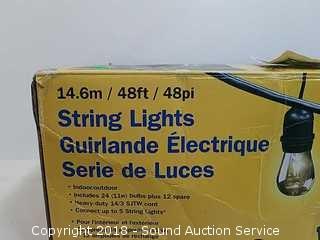 14.6m / 48ft / 48pi
String Lights
Guirlande Électrique
Serie de Luces
• Indoor/outdoor
• Includes 24 (11w) bulbs plus 12 spare
• Heavy-duty 14/3 SJTW cord
• Connect up to 5 String Lights*
• Pour l'intérieur et l'extérieur
de rechange
Copyright 2018 - Sound Auction Service